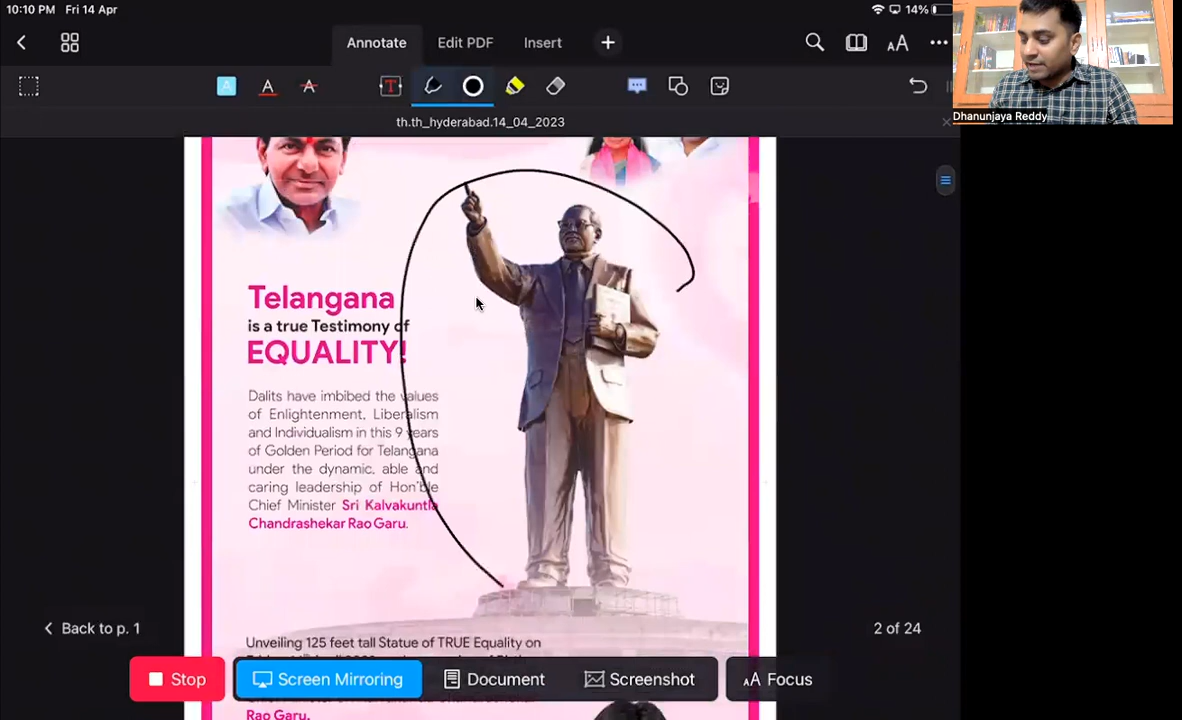 10:10 PM Fri 14 Apr
14%
Annotate
Edit PDF
Insert
AA
A
A
A
T
th.th_hyderabad.14_04_2023
Dhanunjaya Reddy
Telangana
is a true Testimony of
EQUALITY!
Dalits have imbibed the values
of Enlightenment, Liberalism
and Individualism in this 9 years
of Golden Period for Telangana
under the dynamic, able and
caring leadership of Hon'ble
Chief Minister Sri Kalvakuntla
Chandrashekar Rao Garu.
Back to p. 1
2 of 24
Unveiling 125 feet tall Statue of TRUE Equality on
Stop
Screen Mirroring
Document
Screenshot
AA Focus
Rao Garu.